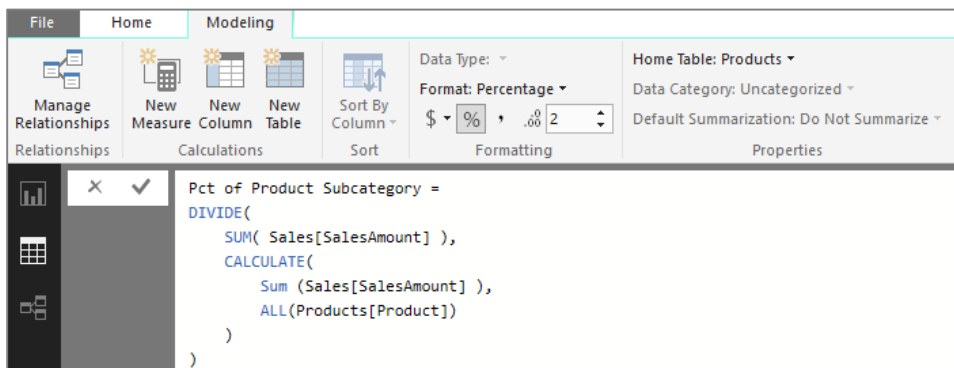 File Home Modeling
Data Type: Home Table: Products
Format: Percentage Data Category: Uncategorized
Manage New New New Sort By $ % , .00 2 Default Summarization: Do Not Summarize
Relationships Measure Column Table Column
Relationships Calculations Sort Formatting Properties
Pct of Product Subcategory =
DIVIDE(
SUM( Sales[SalesAmount] ),
CALCULATE(
Sum (Sales[SalesAmount] ),
ALL(Products[Product])
)
)